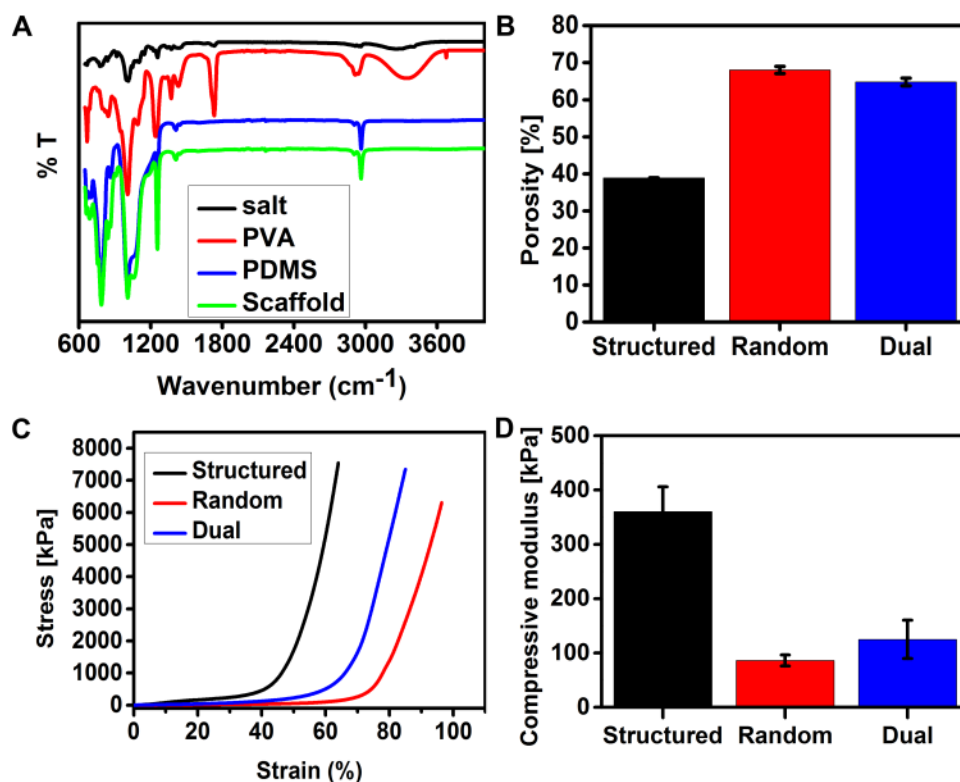 A
% T
salt
PVA
PDMS
Scaffold
600 1200 1800 2400 3000 3600
Wavenumber (cm-1)
B
Porosity [%]
80
70
60
50
40
30
20
10
0
Structured Random Dual
C
Stress [kPa]
8000
7000
6000
5000
4000
3000
2000
1000
0
Structured
Random
Dual
0 20 40 60 80 100
Strain (%)
D
Compressive modulus [kPa]
500
400
300
200
100
0
Structured Random Dual